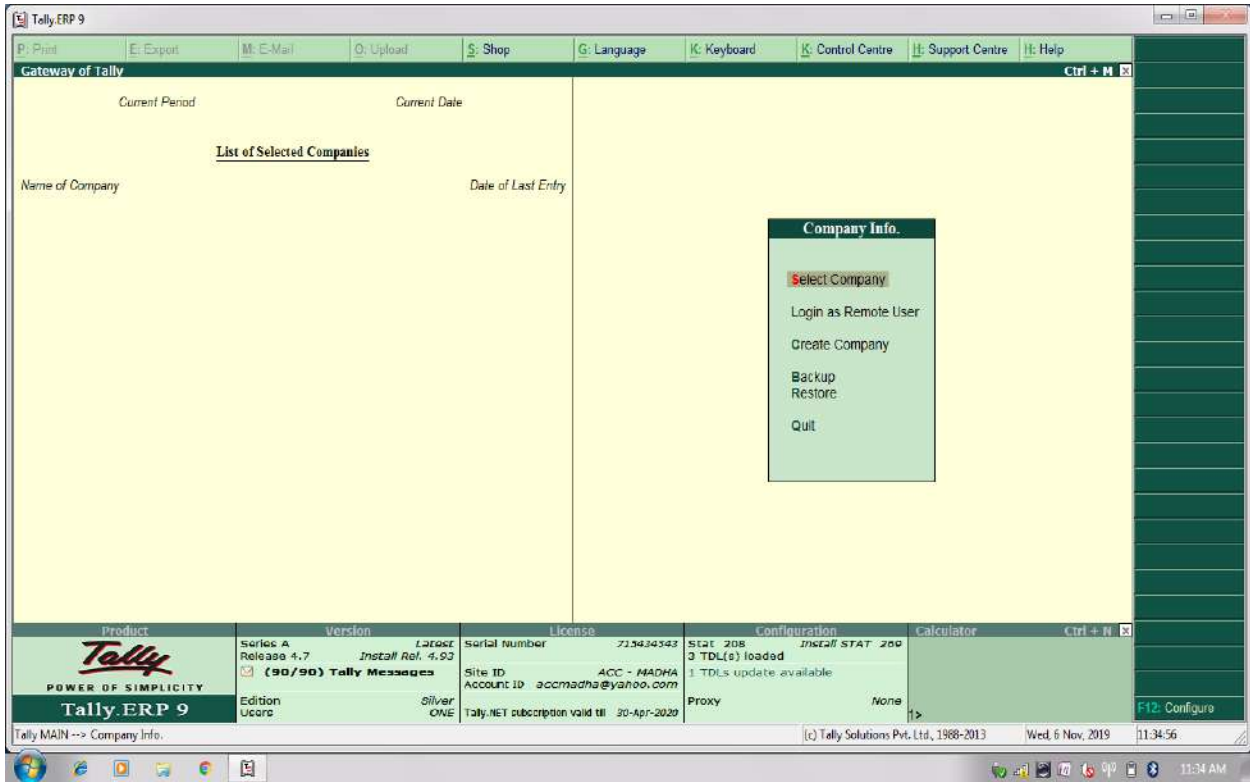 Tally.ERP 9
P: Print E: Export M: E-Mail O: Upload S: Shop G: Language K: Keyboard K: Control Centre H: Support Centre H: Help
Gateway of Tally Ctrl + M
Current Period Current Date
List of Selected Companies
Name of Company Date of Last Entry
Company Info.
Select Company
Login as Remote User
Create Company
Backup
Restore
Quit
Product Version License Configuration Calculator Ctrl + N
Tally
POWER OF SIMPLICITY
Tally.ERP 9
Series A Latest
Release 4.7 Install Rel. 4.93
(90/90) Tally Messages
Edition Silver
Users ONE
Serial Number 715434543
Site ID ACC - MADHA
Account ID accmadha@yahoo.com
Tally.NET subscription valid till 30-Apr-2020
Stat 208 Install STAT 269
3 TDL(s) loaded
1 TDLs update available
Proxy None
1>
F12: Configure
Tally MAIN --> Company Info. (c) Tally Solutions Pvt. Ltd., 1988-2013 Wed, 6 Nov, 2019 11:34:56
11:34 AM